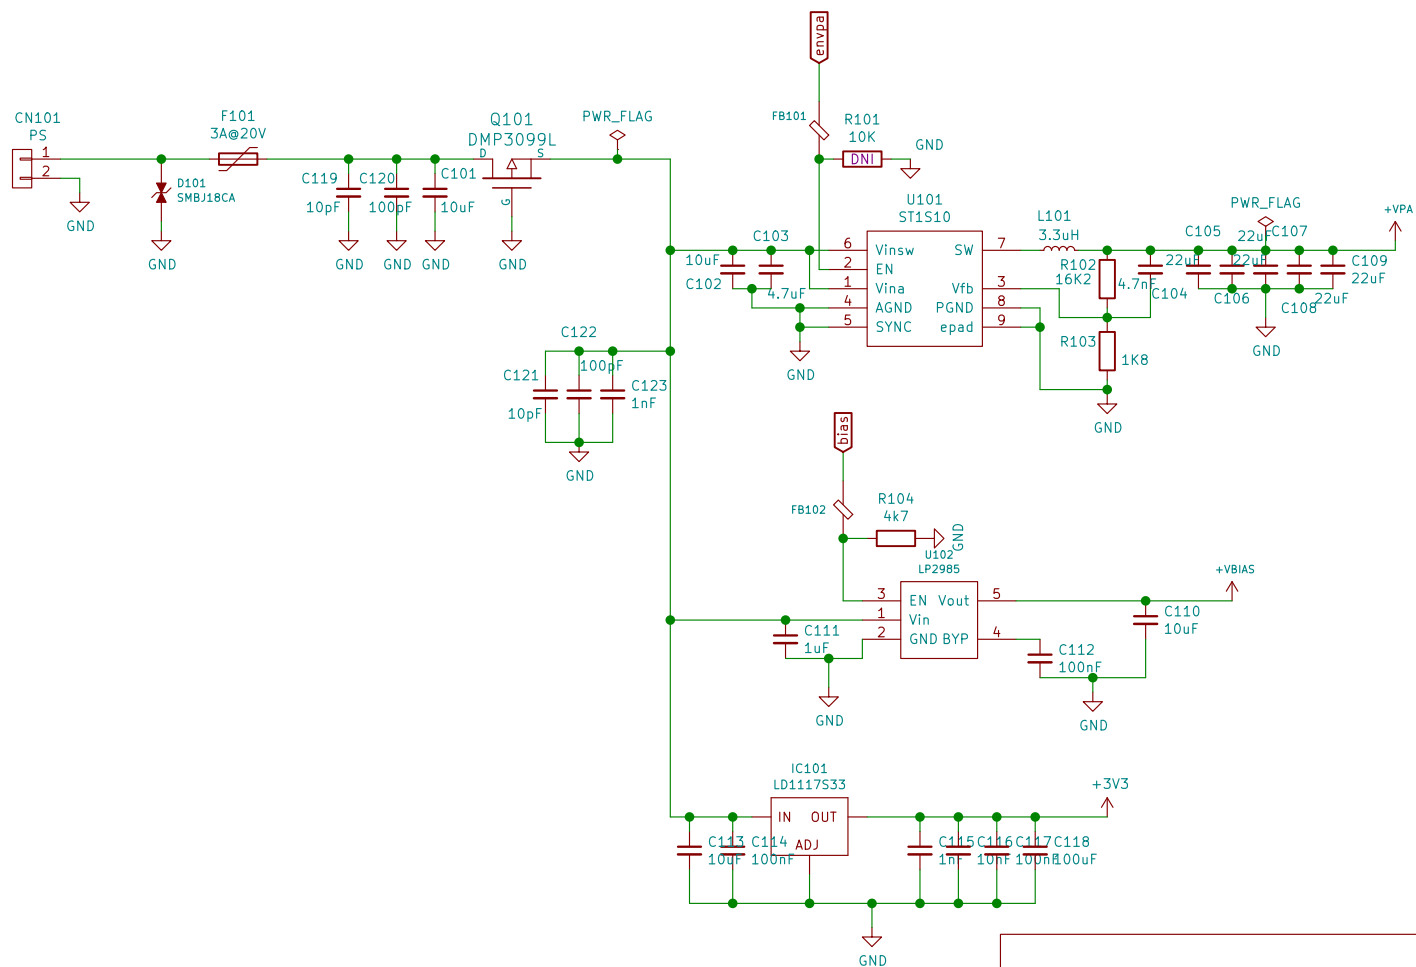 envpa
FB101
R101
10K
DNI
GND
CN101
PS
1
2
GND
D101
SMBJ18CA
GND
F101
3A@20V
C119
10pF
GND
C120
100pF
GND
C101
10uF
GND
Q101
DMP3099L
D
S
G
GND
PWR_FLAG
U101
ST1S10
6
Vinsw
2
EN
1
Vina
4
AGND
5
SYNC
SW
7
Vfb
3
PGND
8
epad
9
10uF
C102
C103
4.7uF
GND
L101
3.3uH
R102
16K2
4.7nF
C104
R103
1K8
GND
PWR_FLAG
C105
22uF
22uF
C106
22uF
C107
C108
22uF
C109
22uF
GND
+VPA
C122
100pF
C121
10pF
C123
1nF
GND
bias
FB102
R104
4k7
GND
U102
LP2985
3
EN
1
Vin
2
GND
Vout
5
BYP
4
C111
1uF
GND
C112
100nF
C110
10uF
GND
+VBIAS
IC101
LD1117S33
IN
OUT
ADJ
C113
10uF
C114
100nF
C115
1nF
C116
10nF
C117
100nF
C118
100uF
+3V3
GND